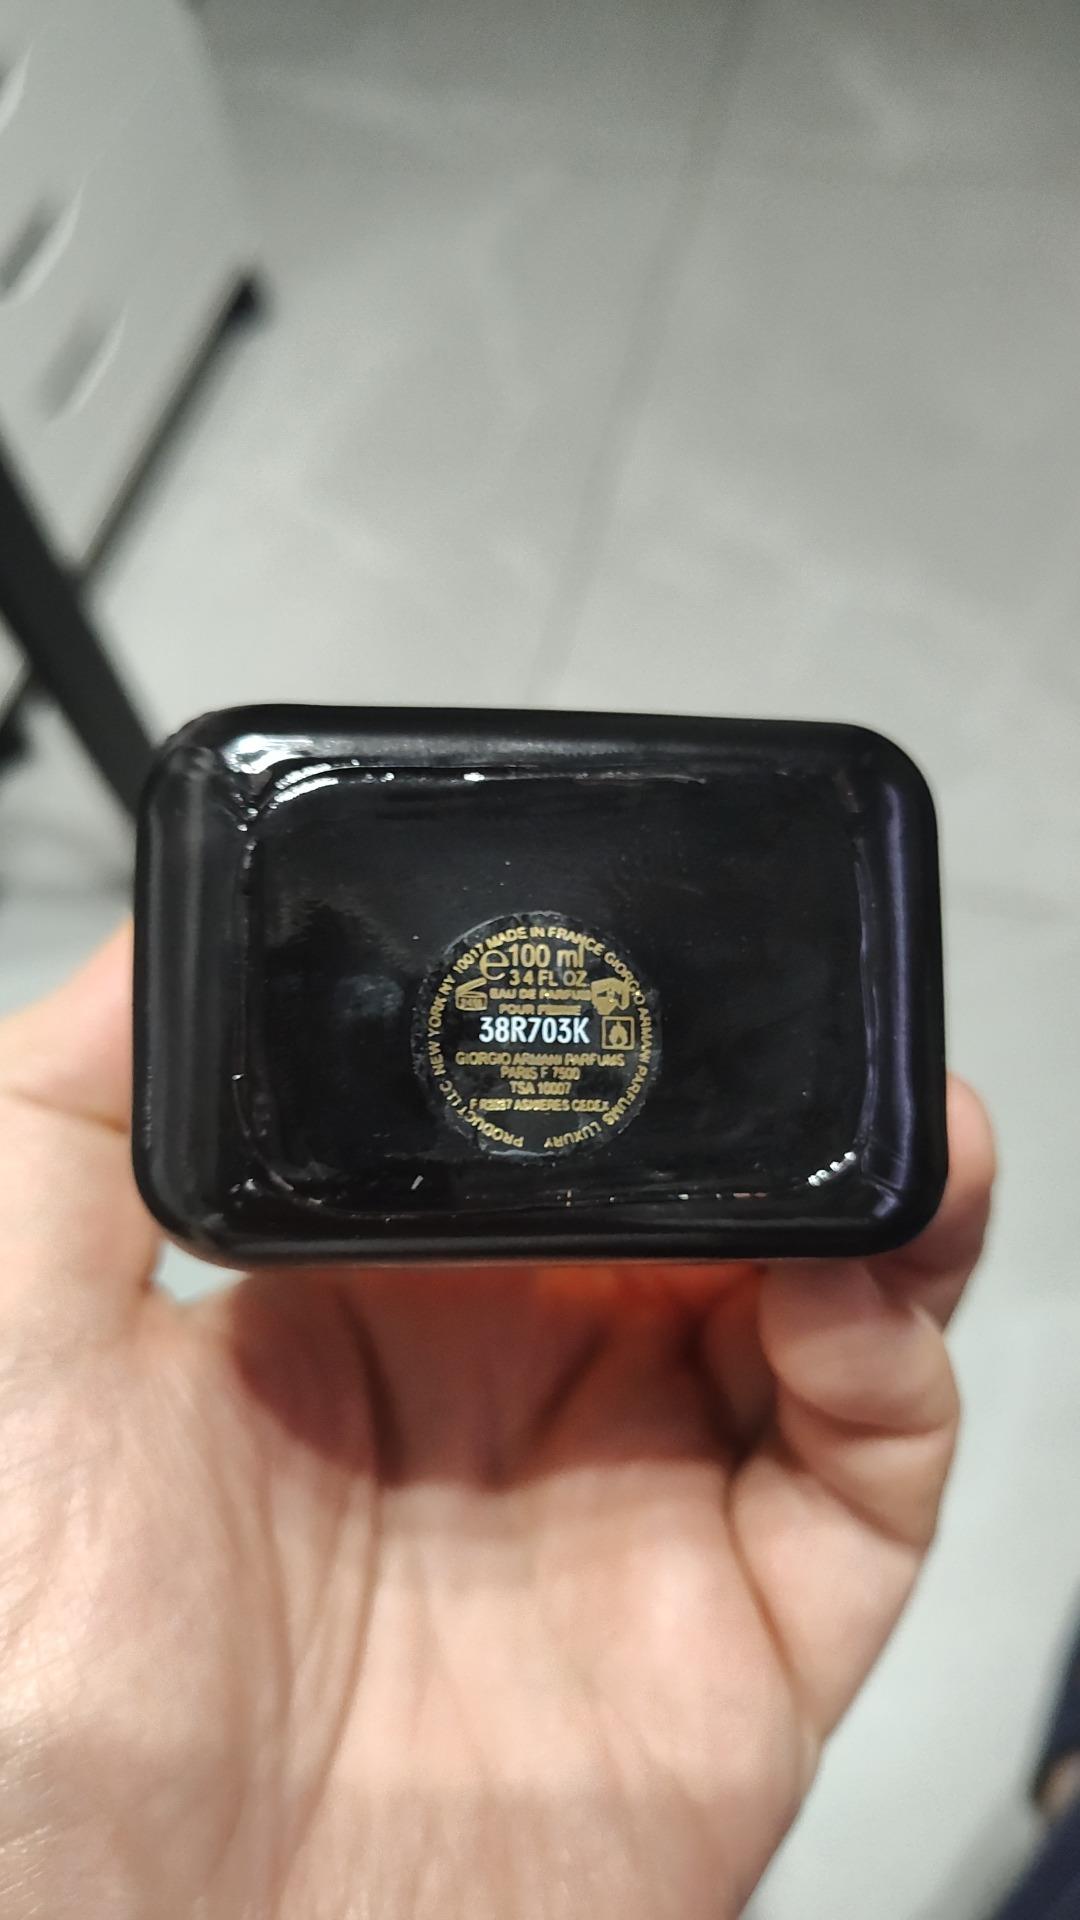 e 100 ml
3 4 FL OZ
EAU DE PARFUM
POUR FEMME
38R703K
GIORGIO ARMANI PARFUMS
PARIS F 7500
TSA 10007
ASNIERES CEDEX
MADE IN FRANCE GIORGIO ARMANI PARFUMS LUXURY PRODUCT LLC NEW YORK NY 10017